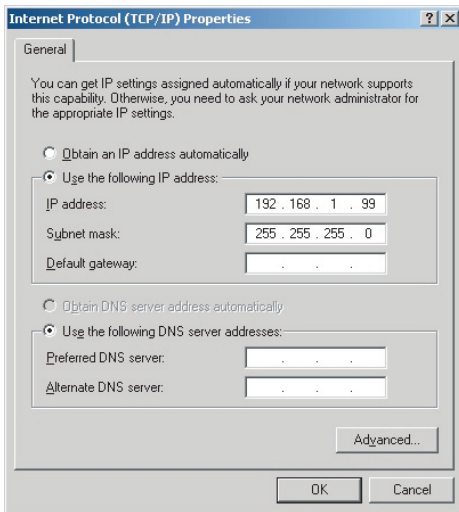 Internet Protocol (TCP/IP) Properties
? X
General
You can get IP settings assigned automatically if your network supports
this capability. Otherwise, you need to ask your network administrator for
the appropriate IP settings.
Obtain an IP address automatically
Use the following IP address:
IP address: 192 . 168 . 1 . 99
Subnet mask: 255 . 255 . 255 . 0
Default gateway: . . .
Obtain DNS server address automatically
Use the following DNS server addresses:
Preferred DNS server: . . .
Alternate DNS server: . . .
Advanced...
OK Cancel